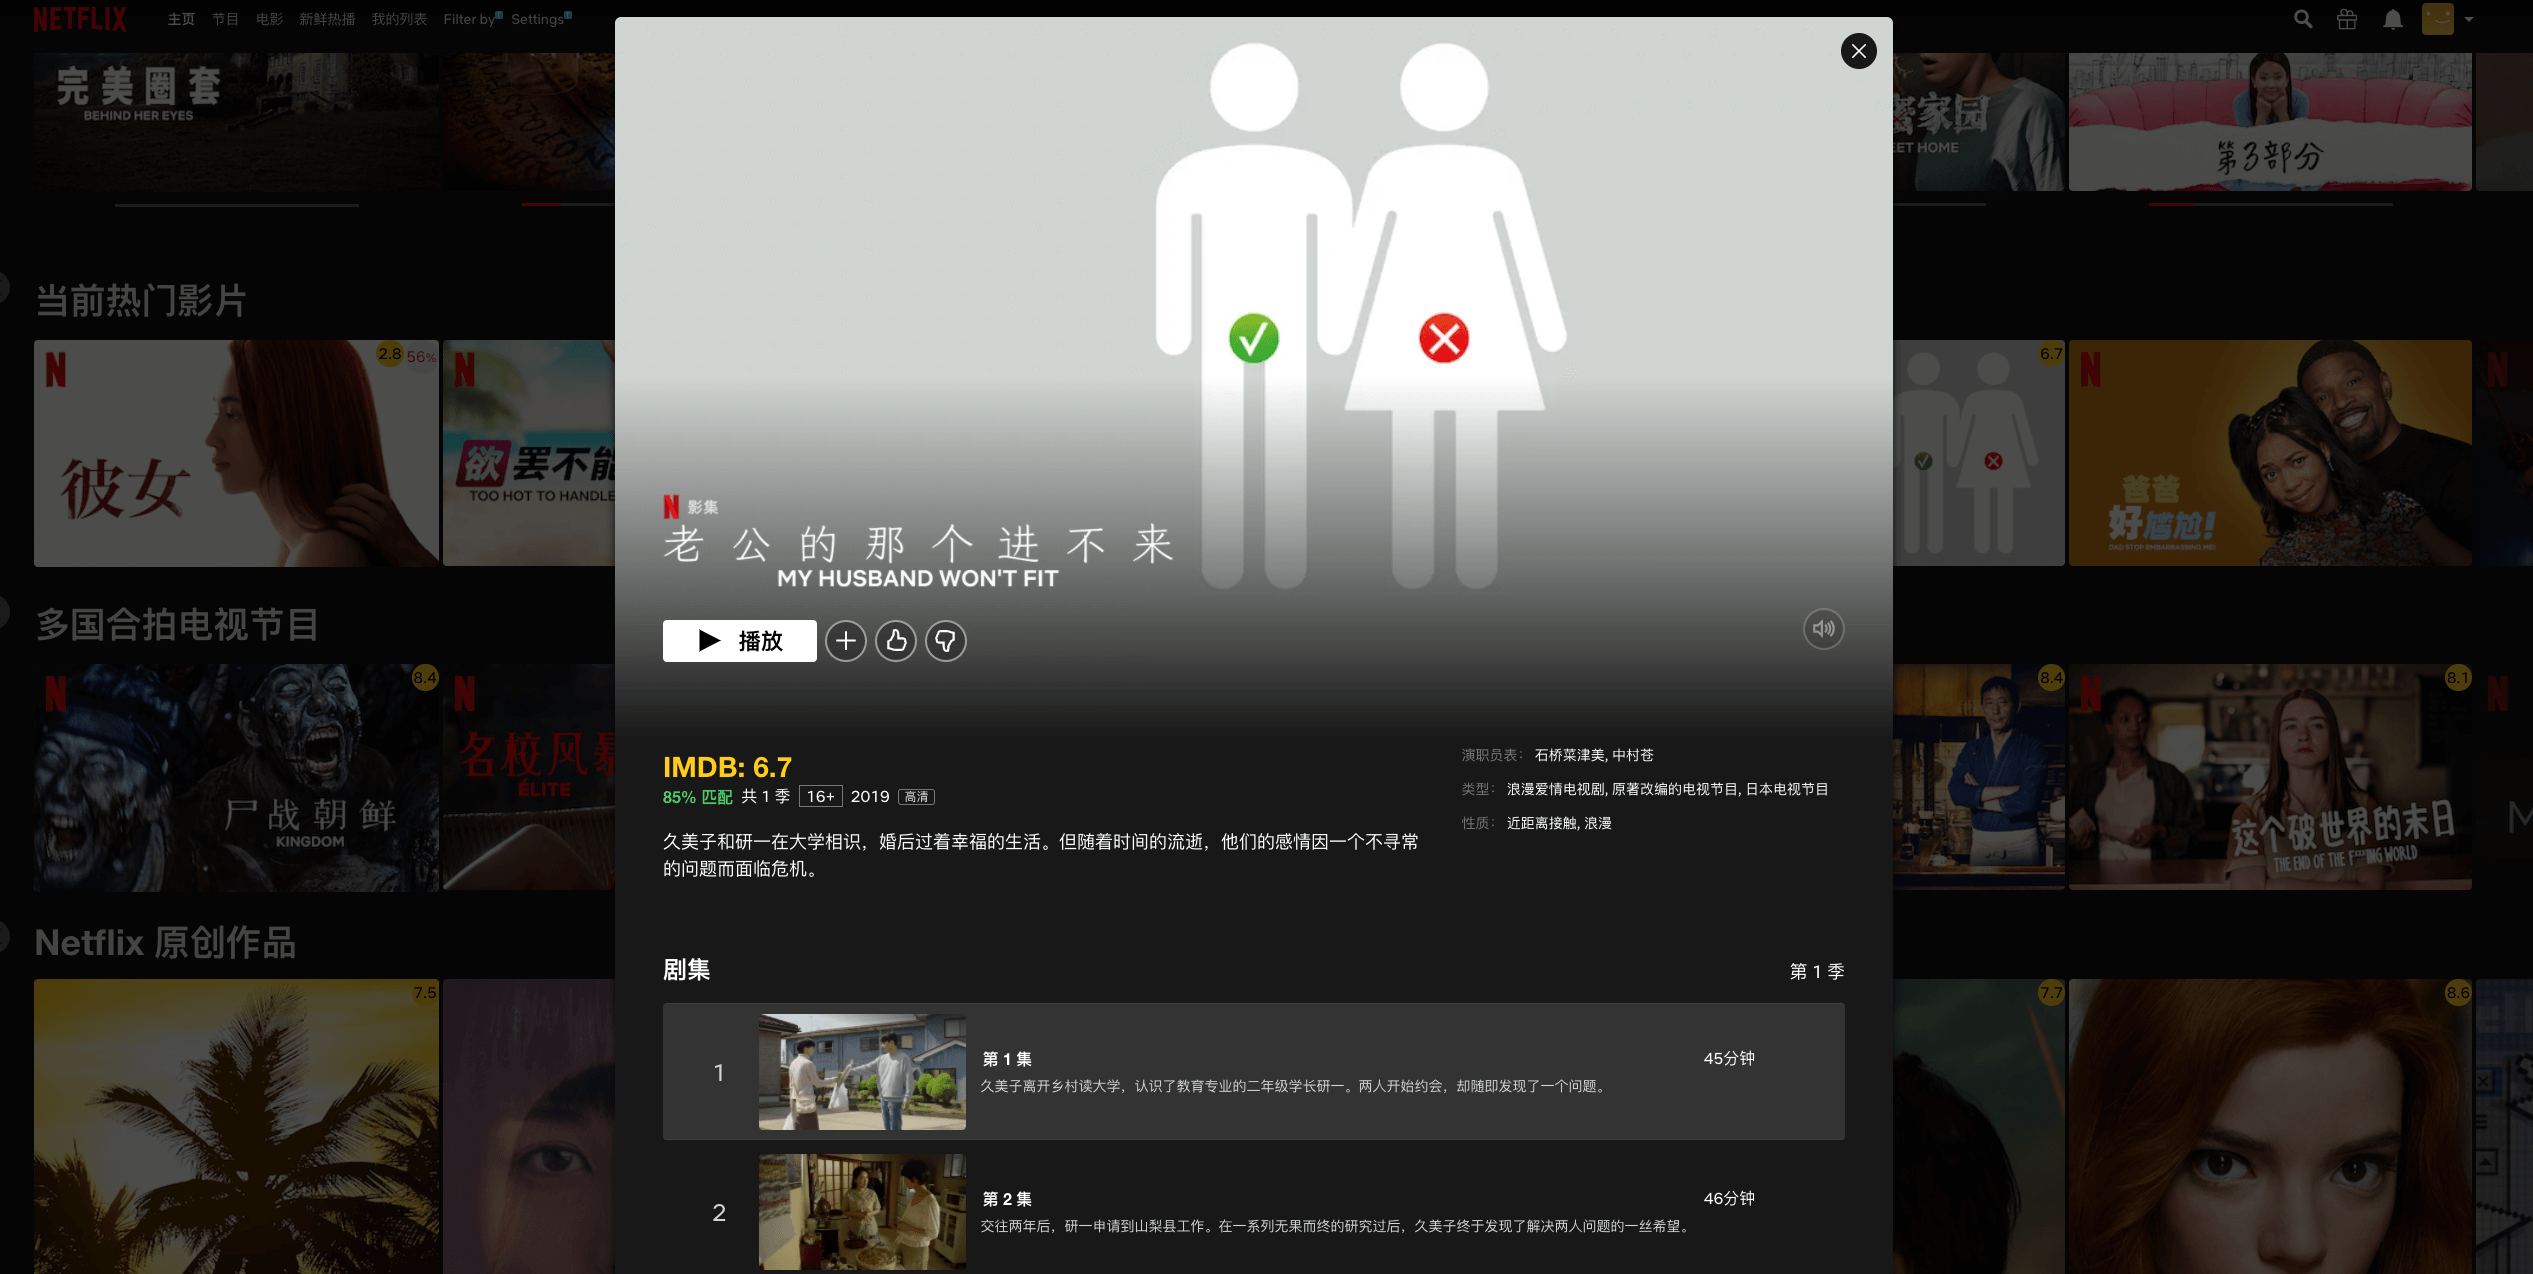 NETFLIX
主页 节目 电影 新鲜热播 我的列表 Filter by Settings
完美圈套
BEHIND HER EYES
密家园
EET HOME
第3部分
当前热门影片
2.8 56%
彼女
欲罢不能
TOO HOT TO HANDLE
6.7
爸爸
好尴尬!
DAD STOP EMBARRASSING ME!
N 影集
老公的那个进不来
MY HUSBAND WON'T FIT
播放
多国合拍电视节目
8.4
尸战朝鲜
KINGDOM
名校风暴
ÉLITE
8.4
8.1
这个破世界的末日
THE END OF THE F***ING WORLD
M
IMDB: 6.7
85% 匹配 共 1 季 16+ 2019 高清
久美子和研一在大学相识，婚后过着幸福的生活。但随着时间的流逝，他们的感情因一个不寻常
的问题而面临危机。
演职员表： 石桥菜津美, 中村苍
类型： 浪漫爱情电视剧, 原著改编的电视节目, 日本电视节目
性质： 近距离接触, 浪漫
Netflix 原创作品
7.5
7.7
8.6
剧集
第 1 季
1
第 1 集
45分钟
久美子离开乡村读大学，认识了教育专业的二年级学长研一。两人开始约会，却随即发现了一个问题。
2
第 2 集
46分钟
交往两年后，研一申请到山梨县工作。在一系列无果而终的研究过后，久美子终于发现了解决两人问题的一丝希望。